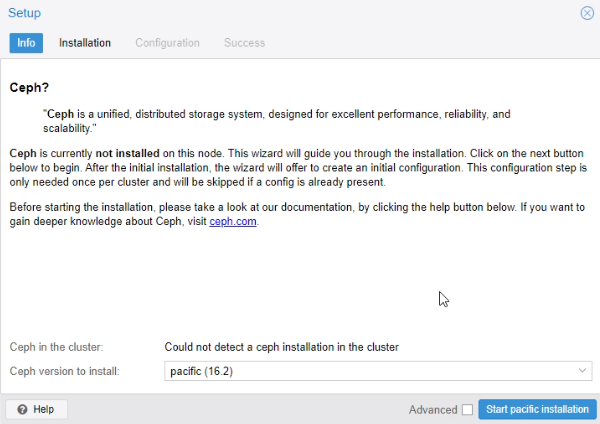 Setup
Info Installation Configuration Success
Ceph?
"Ceph is a unified, distributed storage system, designed for excellent performance, reliability, and
scalability."
Ceph is currently not installed on this node. This wizard will guide you through the installation. Click on the next button
below to begin. After the initial installation, the wizard will offer to create an initial configuration. This configuration step is
only needed once per cluster and will be skipped if a config is already present.
Before starting the installation, please take a look at our documentation, by clicking the help button below. If you want to
gain deeper knowledge about Ceph, visit ceph.com.
Ceph in the cluster: Could not detect a ceph installation in the cluster
Ceph version to install: pacific (16.2)
Help Advanced Start pacific installation